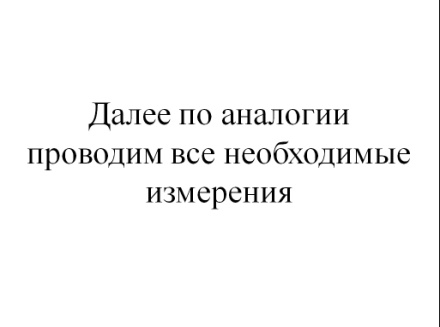 Далее по аналогии
проводим все необходимые
измерения